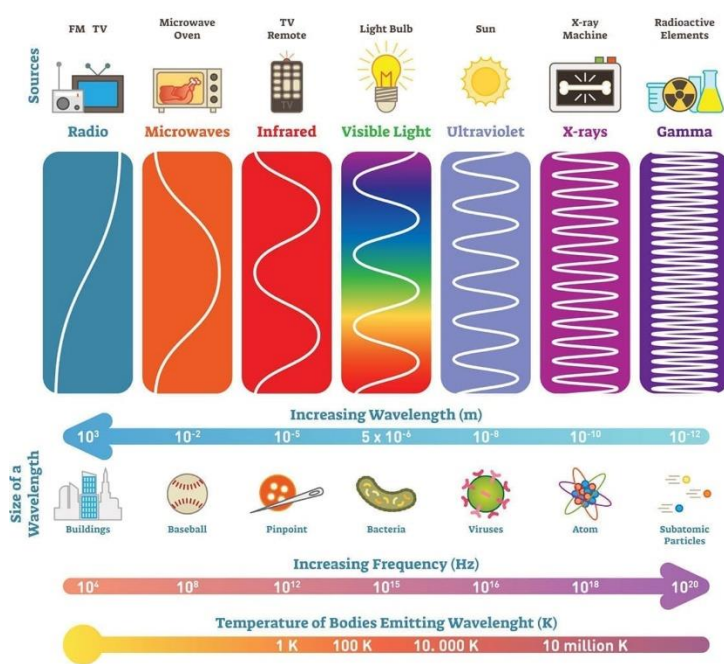 FM TV
Microwave
Oven
TV
Remote
Light Bulb
Sun
X-ray
Machine
Radioactive
Elements
Sources
TV
Radio
Microwaves
Infrared
Visible Light
Ultraviolet
X-rays
Gamma
Increasing Wavelength (m)
10³ 10⁻² 10⁻⁵ 5 x 10⁻⁶ 10⁻⁸ 10⁻¹⁰ 10⁻¹²
Size of a
Wavelength
Buildings
Baseball
Pinpoint
Bacteria
Viruses
Atom
Subatomic
Particles
Increasing Frequency (Hz)
10⁴ 10⁸ 10¹² 10¹⁵ 10¹⁶ 10¹⁸ 10²⁰
Temperature of Bodies Emitting Wavelenght (K)
1 K 100 K 10. 000 K 10 million K